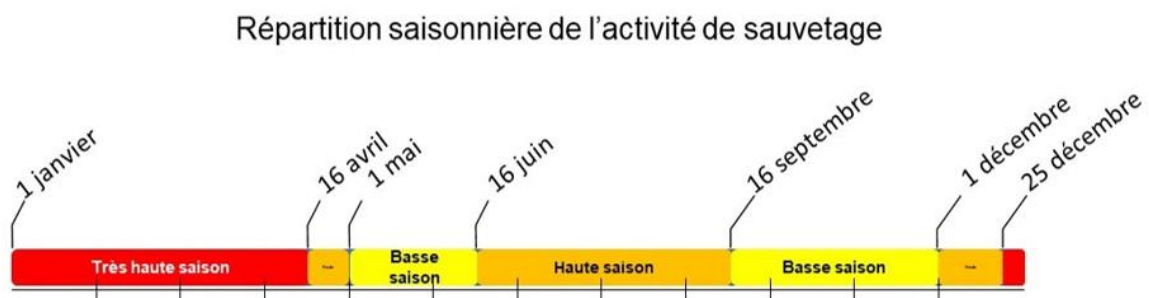 Répartition saisonnière de l'activité de sauvetage
1 janvier
16 avril
1 mai
16 juin
16 septembre
1 décembre
25 décembre
Très haute saison
Basse
saison
Haute saison
Basse saison